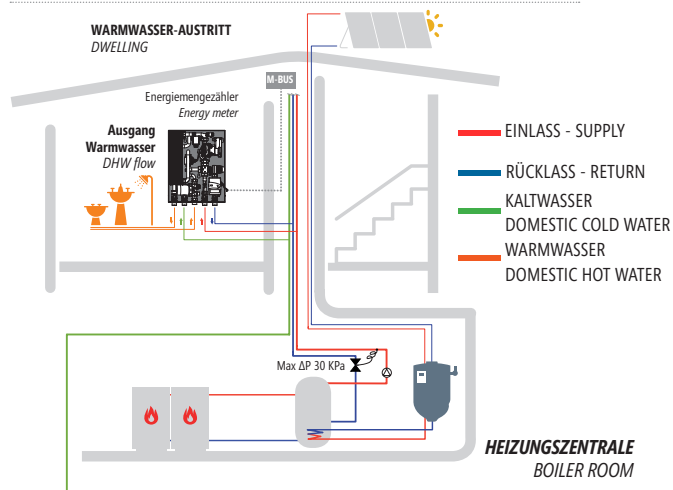 WARMWASSER-AUSTRITT
DWELLING
M-BUS
Energiemengezähler
Energy meter
Ausgang
Warmwasser
DHW flow
EINLASS - SUPPLY
RÜCKLASS - RETURN
KALTWASSER
DOMESTIC COLD WATER
WARMWASSER
DOMESTIC HOT WATER
Max ΔP 30 KPa
HEIZUNGSZENTRALE
BOILER ROOM